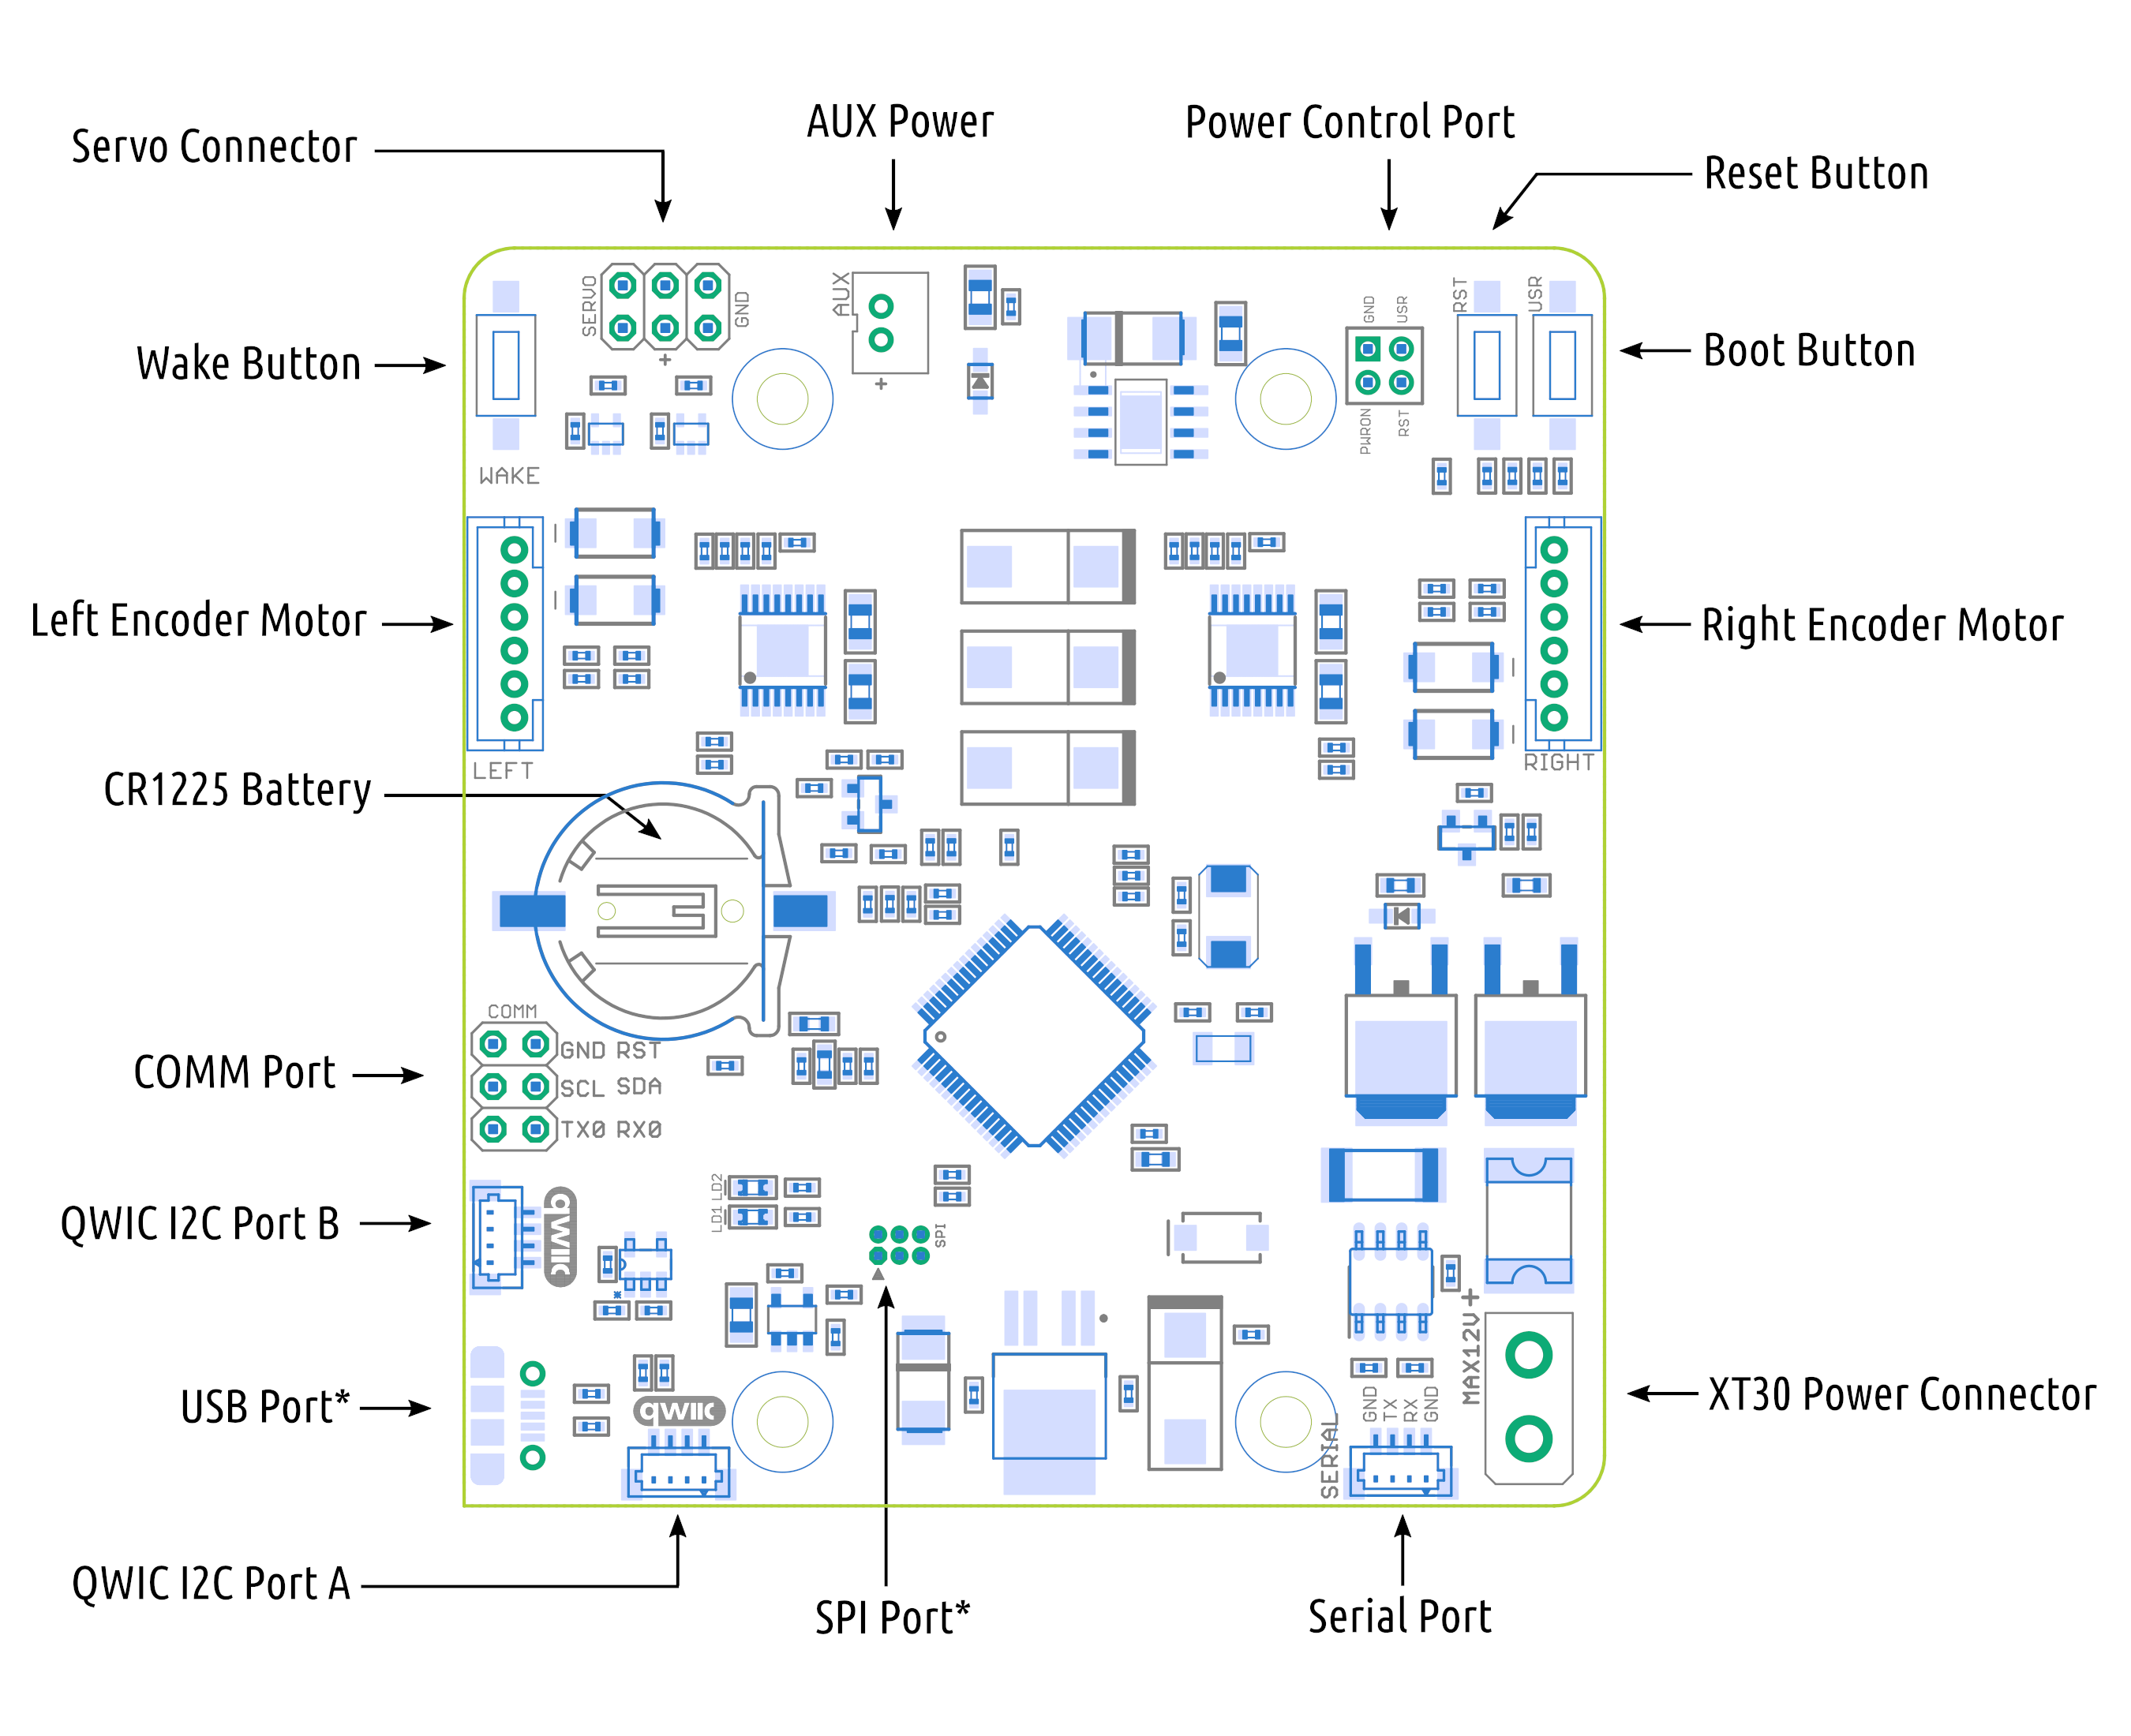 AUX Power
Power Control Port
Servo Connector
Reset Button
SERVO
GND
+
AUX
+
GND
USR
PWRON
RST
RST
USR
Wake Button
Boot Button
WAKE
Left Encoder Motor
Right Encoder Motor
LEFT
RIGHT
CR1225 Battery
COMM
GND RST
SCL SDA
TX0 RX0
COMM Port
QWIC I2C Port B
qwiic
LD2
LD1
SPI
MAX12V+
USB Port*
XT30 Power Connector
qwiic
SERIAL
GND
TX
RX
GND
QWIC I2C Port A
SPI Port*
Serial Port